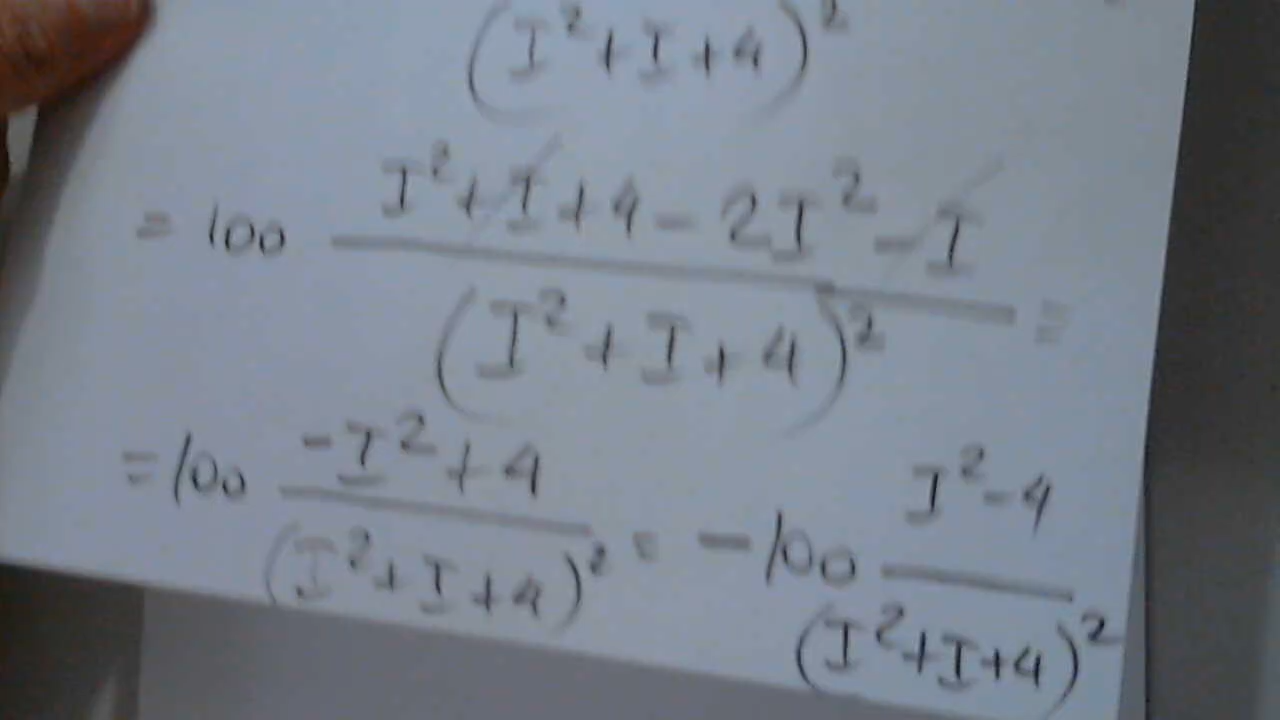 (I²+I+4)²
= 100 (I²+I+4-2I²-I)/(I²+I+4)² =
= 100 (-I²+4)/(I²+I+4)² = -100 (I²-4)/(I²+I+4)²